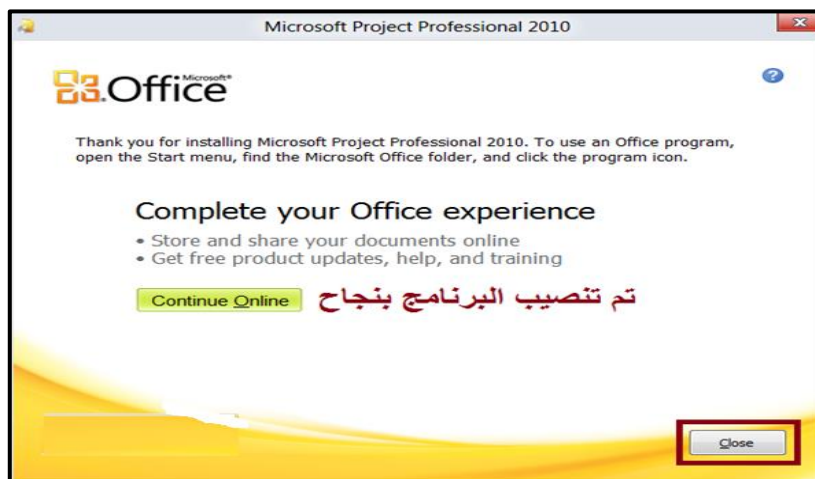 Microsoft Project Professional 2010
Microsoft®
Office
Thank you for installing Microsoft Project Professional 2010. To use an Office program,
open the Start menu, find the Microsoft Office folder, and click the program icon.
Complete your Office experience
• Store and share your documents online
• Get free product updates, help, and training
Continue Online تم تنصيب البرنامج بنجاح
Close